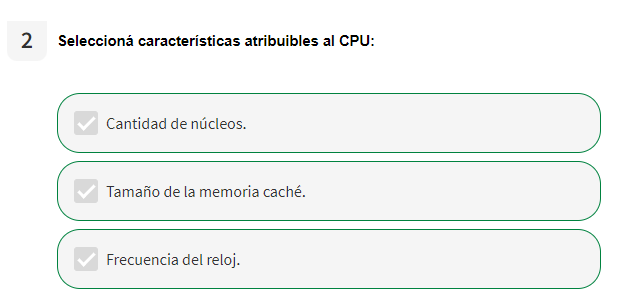 2 Seleccioná características atribuibles al CPU:
Cantidad de núcleos.
Tamaño de la memoria caché.
Frecuencia del reloj.